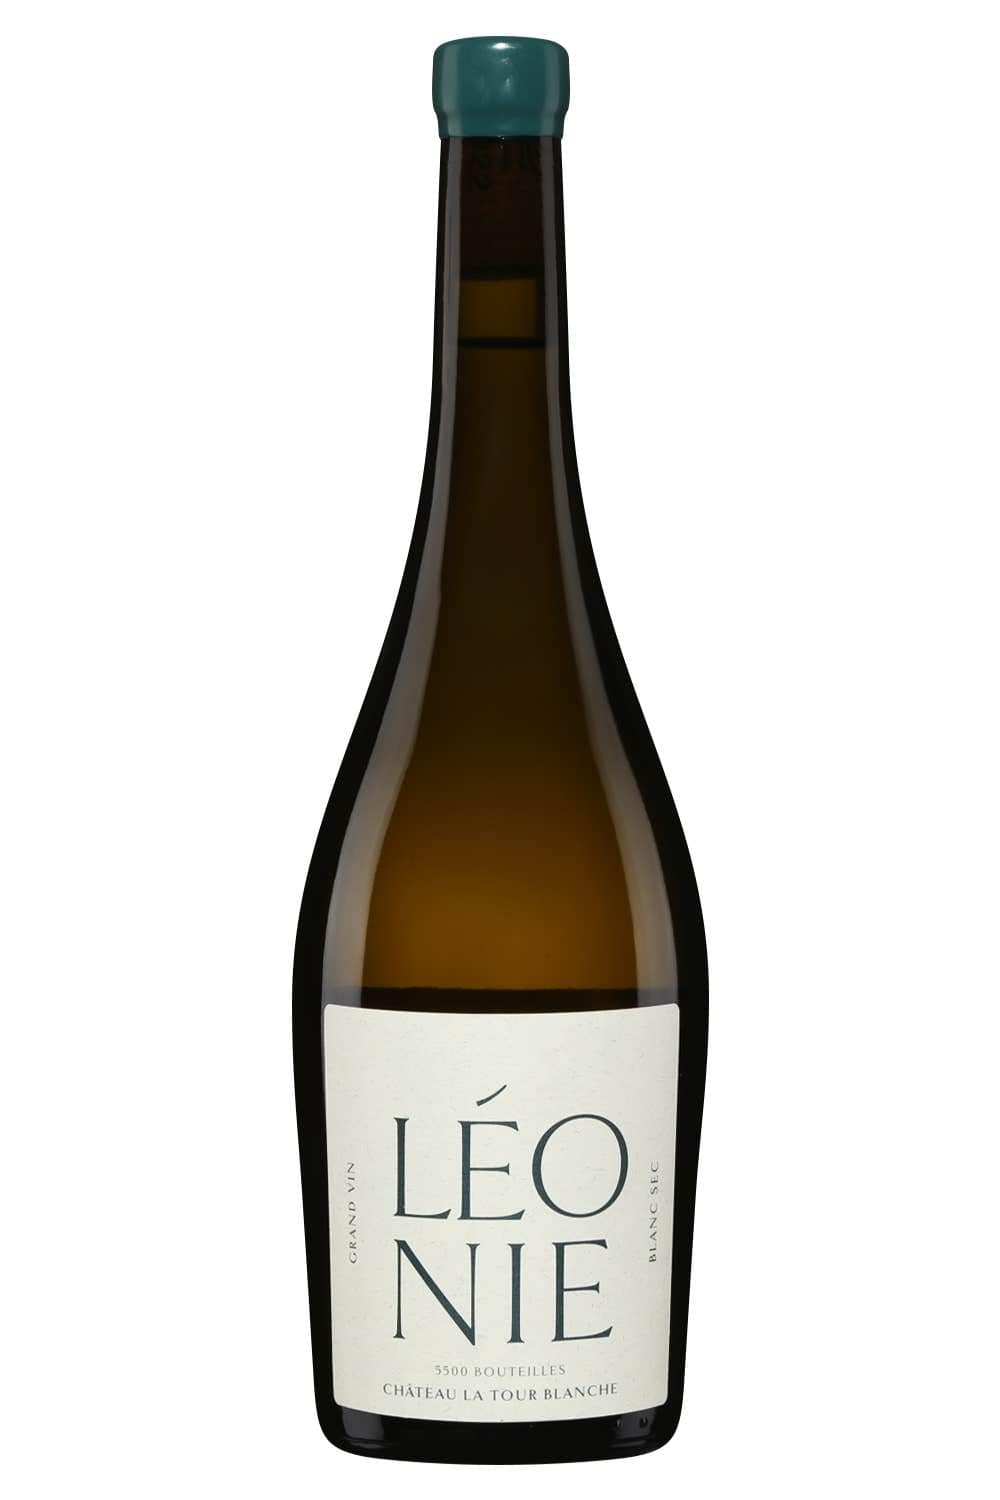 LÉO
NIE
GRAND VIN
BLANC SEC
5500 BOUTEILLES
CHÂTEAU LA TOUR BLANCHE